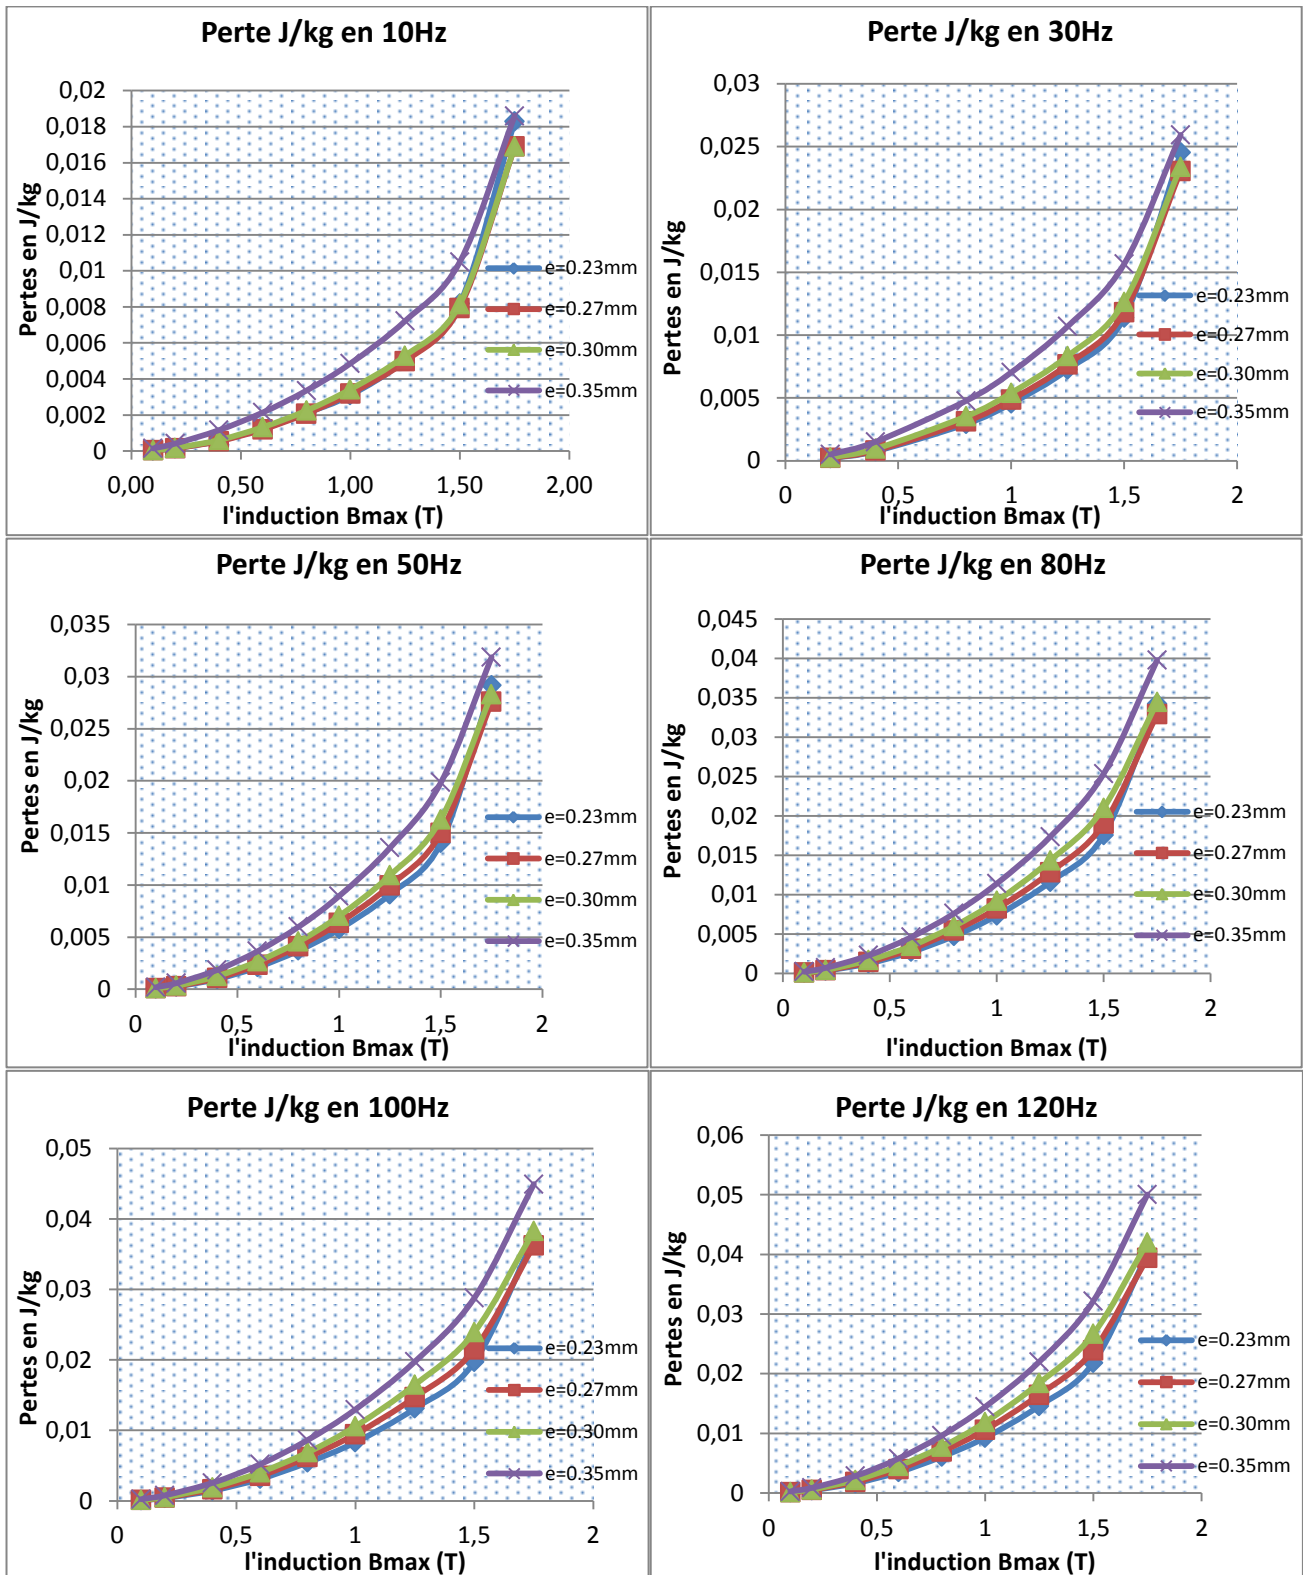 Perte J/kg en 10Hz
Pertes en J/kg
0,02
0,018
0,016
0,014
0,012
0,01
0,008
0,006
0,004
0,002
0
0,00 0,50 1,00 1,50 2,00
l'induction Bmax (T)
e=0.23mm
e=0.27mm
e=0.30mm
e=0.35mm
Perte J/kg en 30Hz
Pertes en J/kg
0,03
0,025
0,02
0,015
0,01
0,005
0
0 0,5 1 1,5 2
l'induction Bmax (T)
e=0.23mm
e=0.27mm
e=0.30mm
e=0.35mm
Perte J/kg en 50Hz
Pertes en J/kg
0,035
0,03
0,025
0,02
0,015
0,01
0,005
0
0 0,5 1 1,5 2
l'induction Bmax (T)
e=0.23mm
e=0.27mm
e=0.30mm
e=0.35mm
Perte J/kg en 80Hz
Pertes en J/kg
0,045
0,04
0,035
0,03
0,025
0,02
0,015
0,01
0,005
0
0 0,5 1 1,5 2
l'induction Bmax (T)
e=0.23mm
e=0.27mm
e=0.30mm
e=0.35mm
Perte J/kg en 100Hz
Pertes en J/kg
0,05
0,04
0,03
0,02
0,01
0
0 0,5 1 1,5 2
l'induction Bmax (T)
e=0.23mm
e=0.27mm
e=0.30mm
e=0.35mm
Perte J/kg en 120Hz
Pertes en J/kg
0,06
0,05
0,04
0,03
0,02
0,01
0
0 0,5 1 1,5 2
l'induction Bmax (T)
e=0.23mm
e=0.27mm
e=0.30mm
e=0.35mm